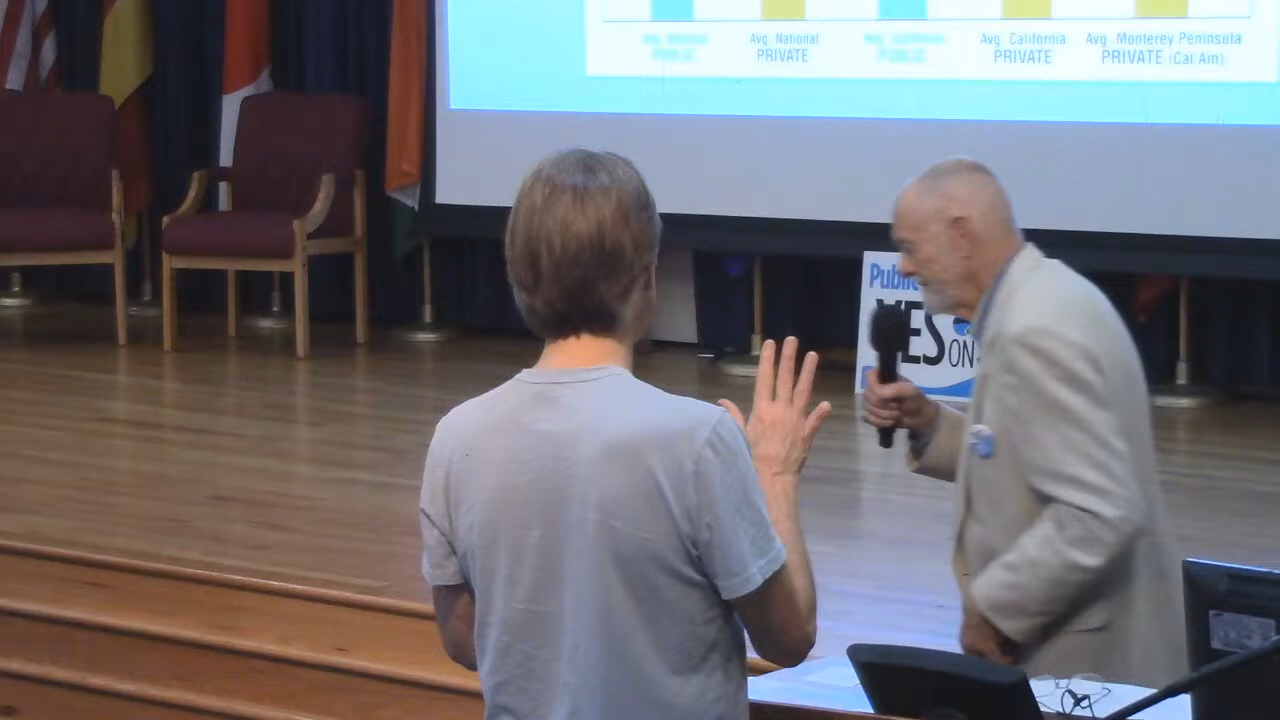 Avg. National
PRIVATE
Avg. California
PRIVATE
Avg. Monterey Peninsula
PRIVATE (Cal Am)
Public
YES
ON